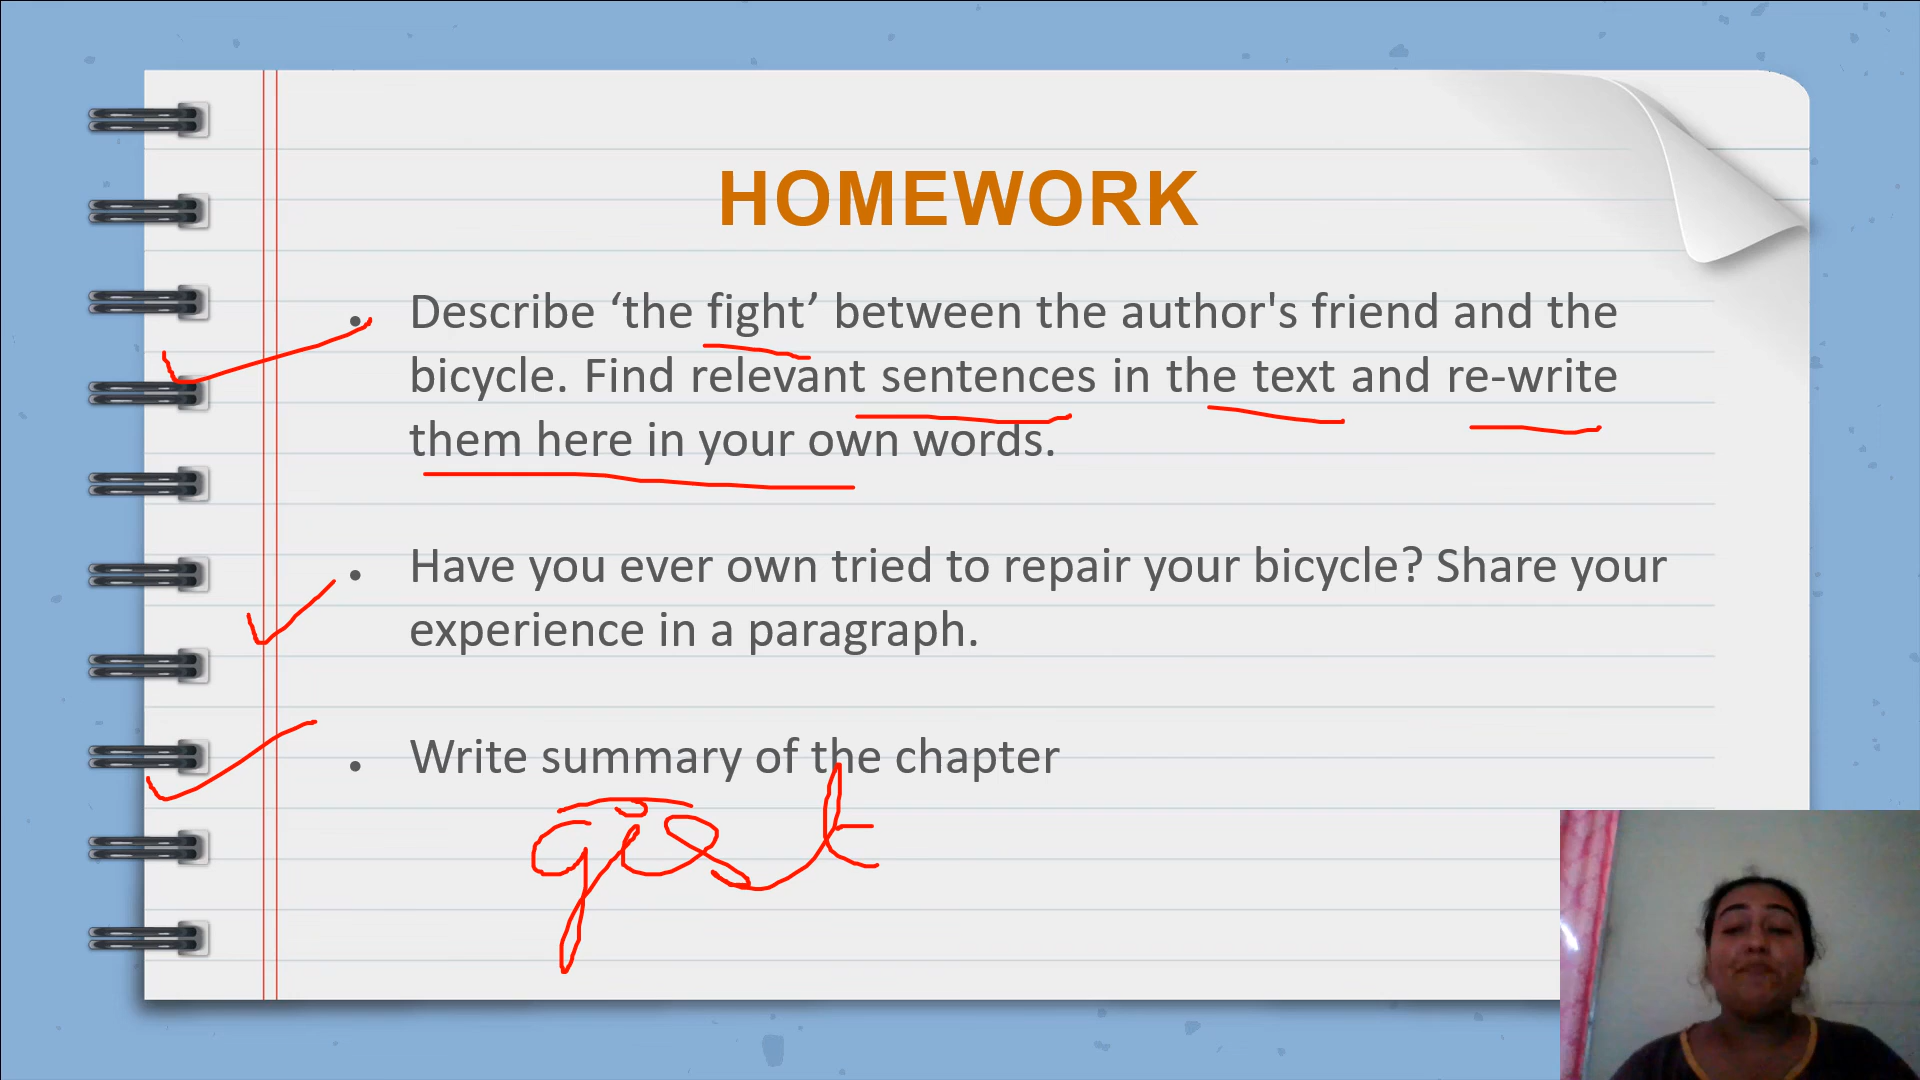 HOMEWORK
• Describe ‘the fight’ between the author's friend and the
bicycle. Find relevant sentences in the text and re-write
them here in your own words.
• Have you ever own tried to repair your bicycle? Share your
experience in a paragraph.
• Write summary of the chapter
gist